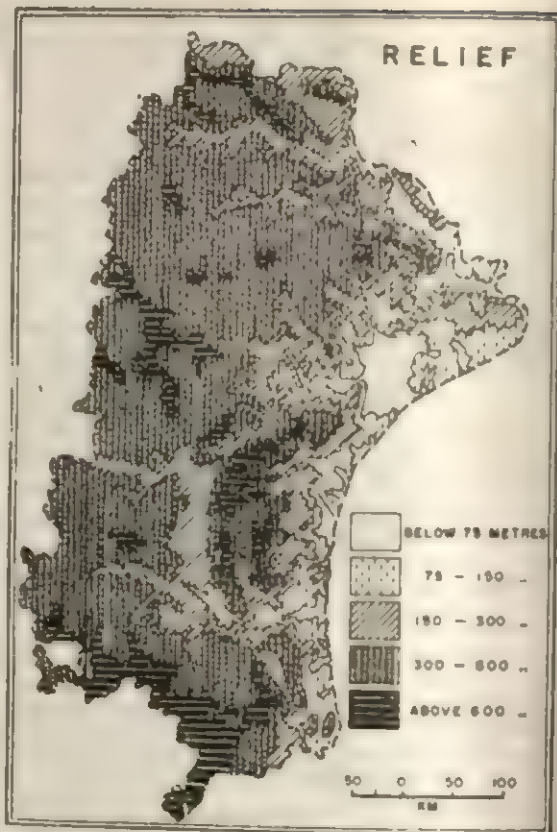 RELIEF
BELOW 75 METRES
75 - 150 "
150 - 300 "
300 - 600 "
ABOVE 600 "
50 0 50 100
KM